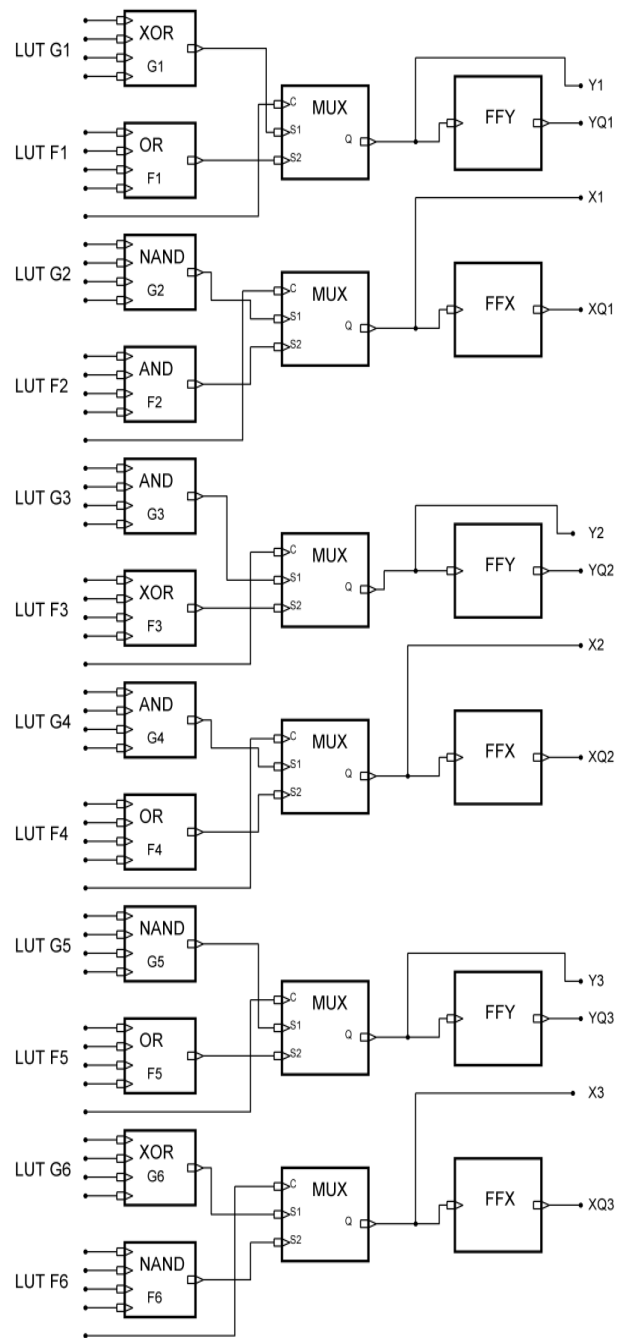 LUT G1
XOR
G1
LUT F1
OR
F1
C
S1
S2
MUX
Q
FFY
Y1
YQ1
LUT G2
NAND
G2
LUT F2
AND
F2
C
S1
S2
MUX
Q
FFX
X1
XQ1
LUT G3
AND
G3
LUT F3
XOR
F3
C
S1
S2
MUX
Q
FFY
Y2
YQ2
LUT G4
AND
G4
LUT F4
OR
F4
C
S1
S2
MUX
Q
FFX
X2
XQ2
LUT G5
NAND
G5
LUT F5
OR
F5
C
S1
S2
MUX
Q
FFY
Y3
YQ3
LUT G6
XOR
G6
LUT F6
NAND
F6
C
S1
S2
MUX
Q
FFX
X3
XQ3